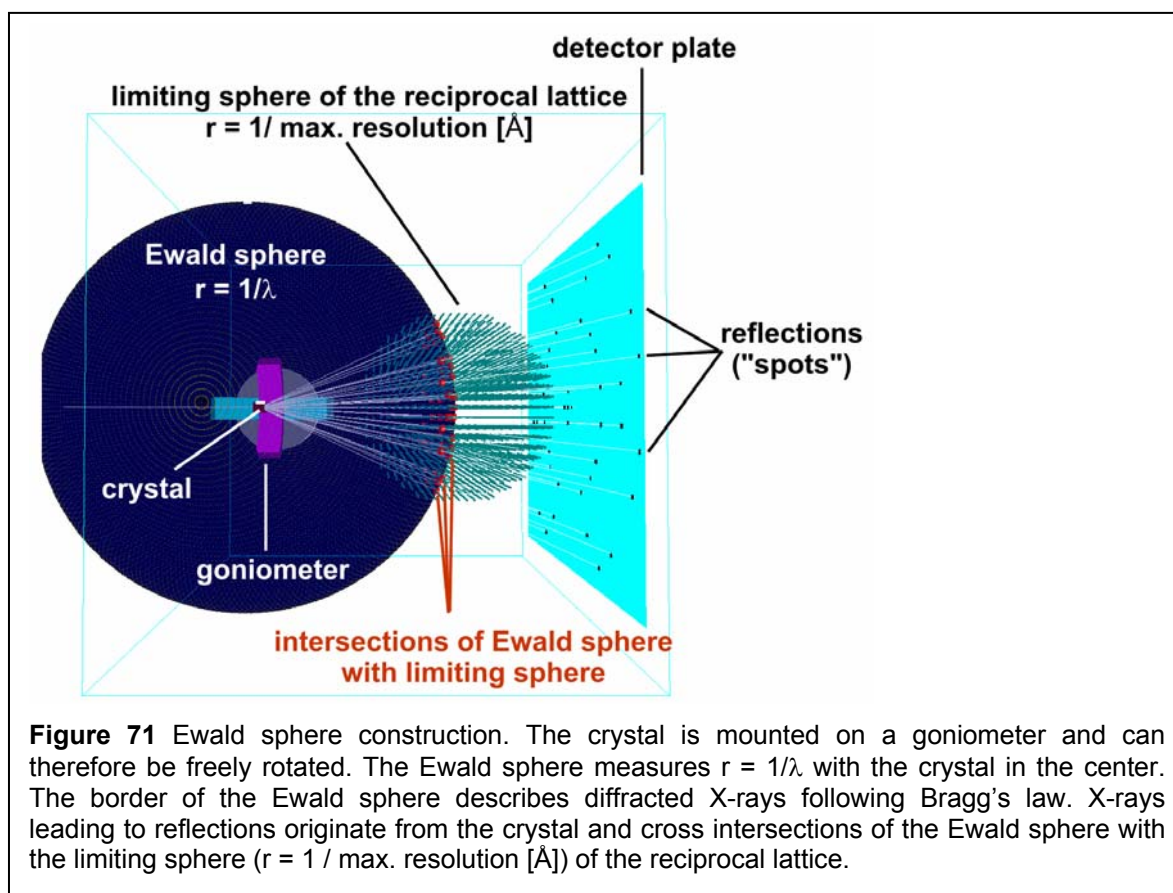 detector plate
limiting sphere of the reciprocal lattice
r = 1/ max. resolution [Å]
Ewald sphere
r = 1/λ
reflections
("spots")
crystal
goniometer
intersections of Ewald sphere
with limiting sphere
Figure 71 Ewald sphere construction. The crystal is mounted on a goniometer and can
therefore be freely rotated. The Ewald sphere measures r = 1/λ with the crystal in the center.
The border of the Ewald sphere describes diffracted X-rays following Bragg’s law. X-rays
leading to reflections originate from the crystal and cross intersections of the Ewald sphere with
the limiting sphere (r = 1 / max. resolution [Å]) of the reciprocal lattice.